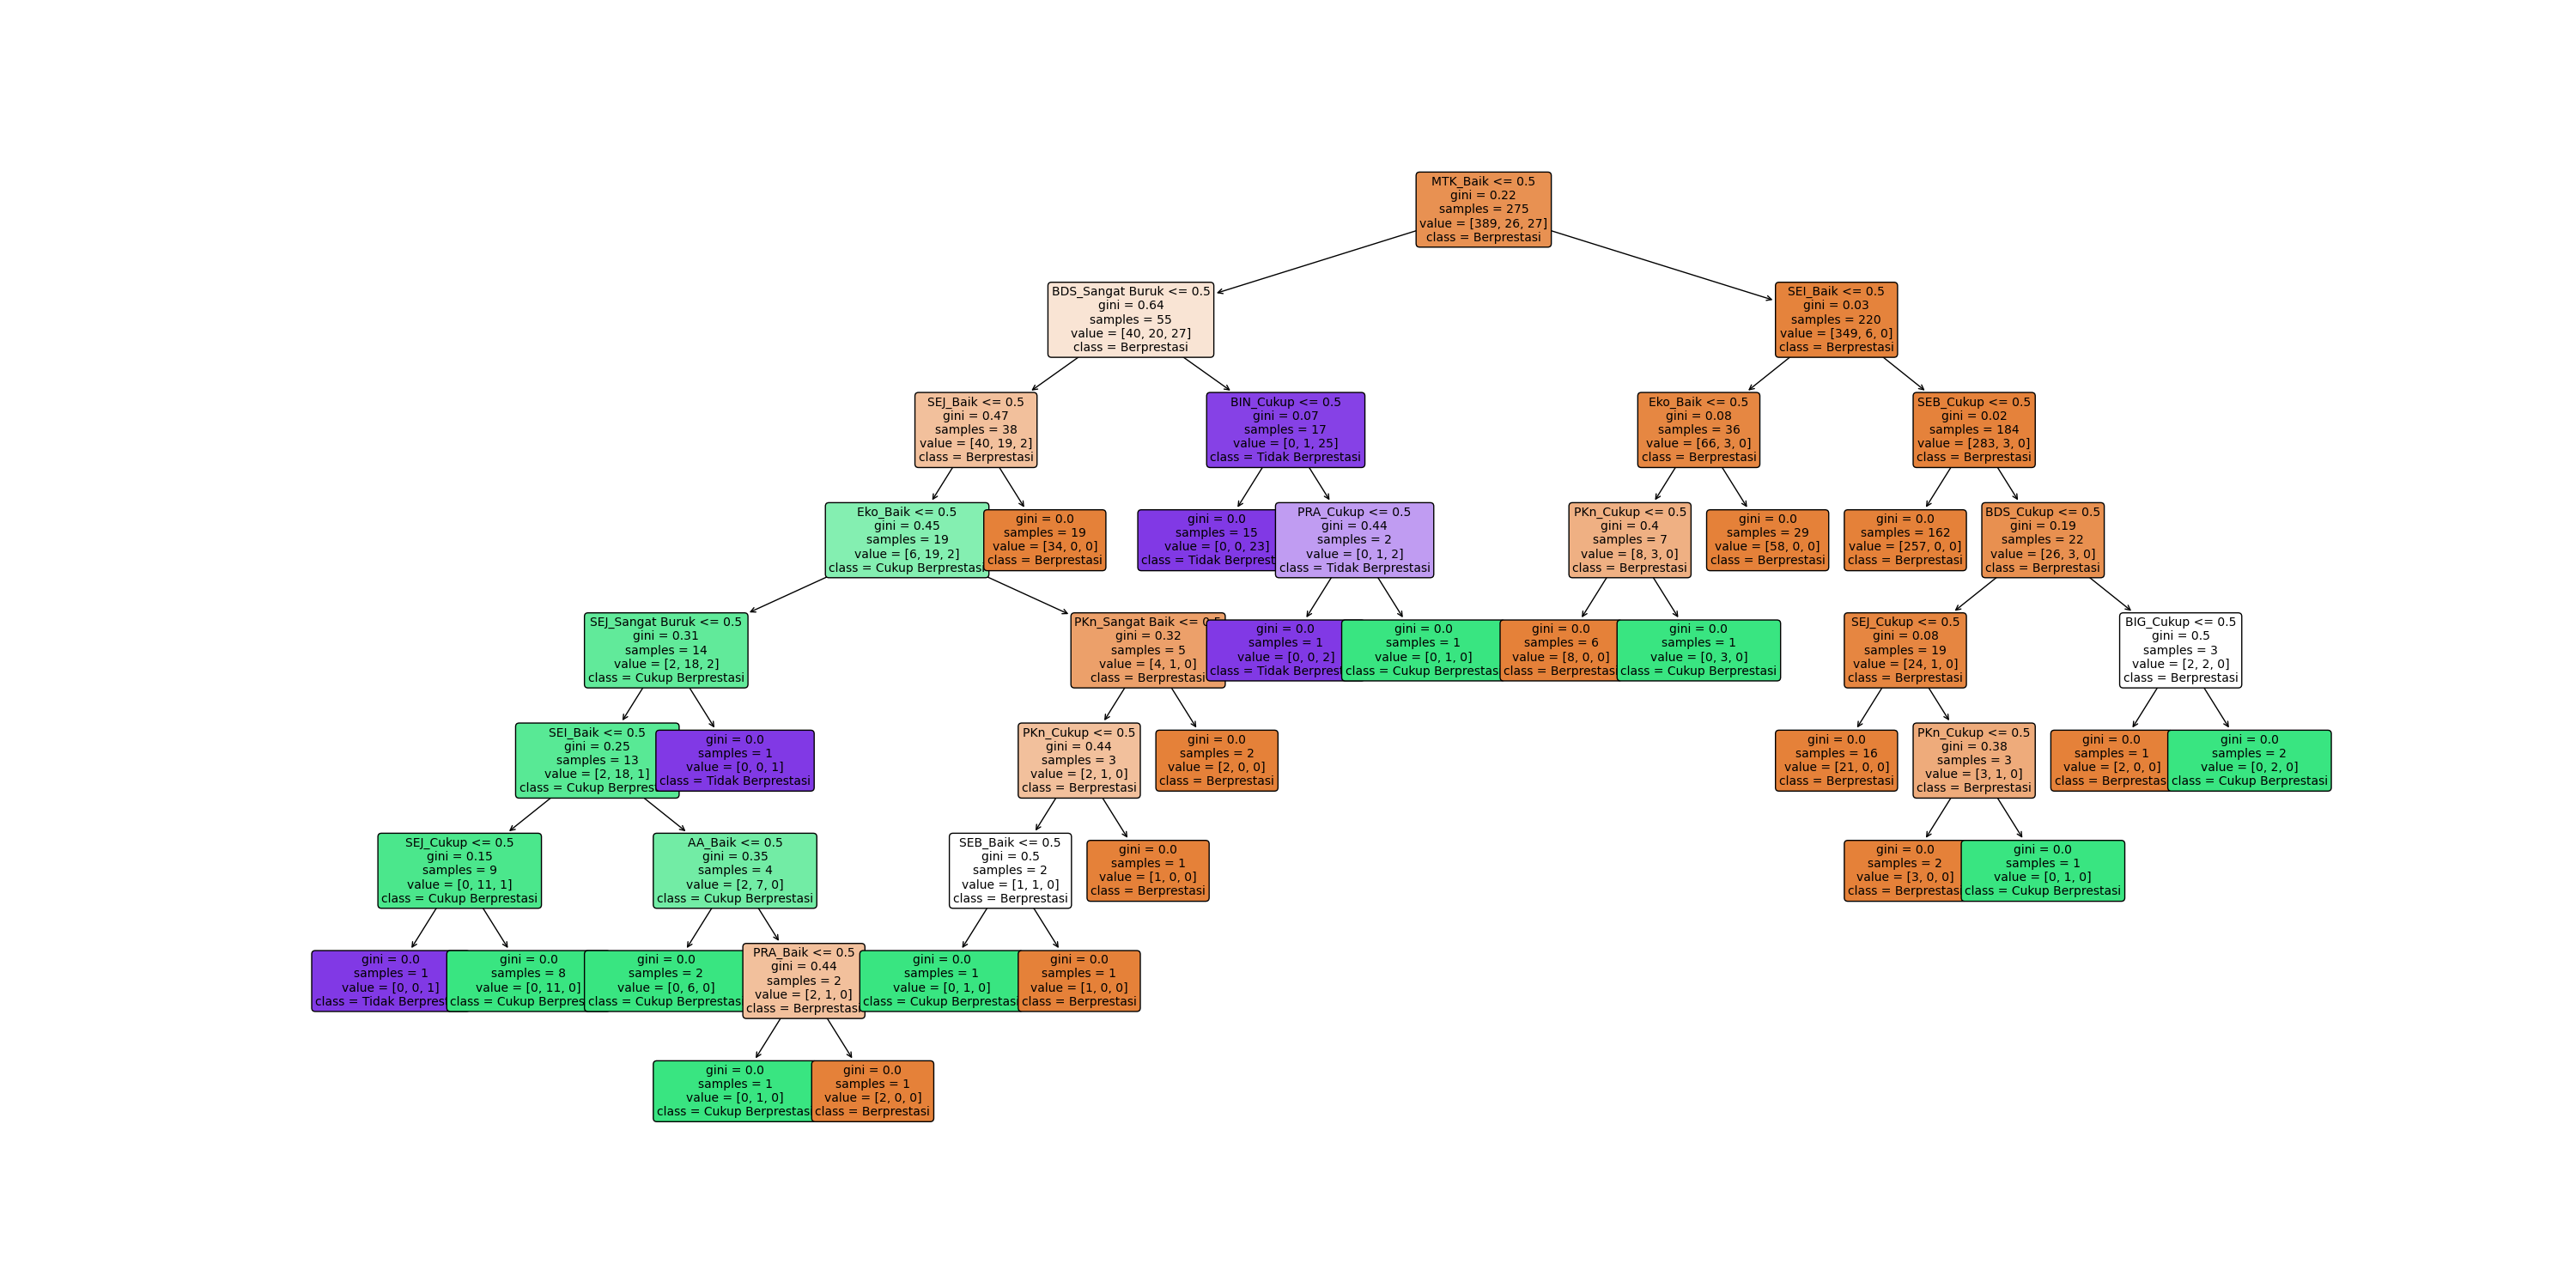 MTK_Baik <= 0.5
gini = 0.22
samples = 275
value = [389, 26, 27]
class = Berprestasi
BDS_Sangat Buruk <= 0.5
gini = 0.64
samples = 55
value = [40, 20, 27]
class = Berprestasi
SEI_Baik <= 0.5
gini = 0.03
samples = 220
value = [349, 6, 0]
class = Berprestasi
SEJ_Baik <= 0.5
gini = 0.47
samples = 38
value = [40, 19, 2]
class = Berprestasi
BIN_Cukup <= 0.5
gini = 0.07
samples = 17
value = [0, 1, 25]
class = Tidak Berprestasi
Eko_Baik <= 0.5
gini = 0.08
samples = 36
value = [66, 3, 0]
class = Berprestasi
SEB_Cukup <= 0.5
gini = 0.02
samples = 184
value = [283, 3, 0]
class = Berprestasi
Eko_Baik <= 0.5
gini = 0.45
samples = 19
value = [6, 19, 2]
class = Cukup Berprestasi
gini = 0.0
samples = 19
value = [34, 0, 0]
class = Berprestasi
gini = 0.0
samples = 15
value = [0, 0, 23]
class = Tidak Berprest
PRA_Cukup <= 0.5
gini = 0.44
samples = 2
value = [0, 1, 2]
class = Tidak Berprestasi
PKn_Cukup <= 0.5
gini = 0.4
samples = 7
value = [8, 3, 0]
class = Berprestasi
gini = 0.0
samples = 29
value = [58, 0, 0]
class = Berprestasi
gini = 0.0
samples = 162
value = [257, 0, 0]
class = Berprestasi
BDS_Cukup <= 0.5
gini = 0.19
samples = 22
value = [26, 3, 0]
class = Berprestasi
SEJ_Sangat Buruk <= 0.5
gini = 0.31
samples = 14
value = [2, 18, 2]
class = Cukup Berprestasi
PKn_Sangat Baik <= 0.5
gini = 0.32
samples = 5
value = [4, 1, 0]
class = Berprestasi
gini = 0.0
samples = 1
value = [0, 0, 2]
class = Tidak Berprest
gini = 0.0
samples = 1
value = [0, 1, 0]
class = Cukup Berprestas
gini = 0.0
samples = 6
value = [8, 0, 0]
class = Berprestas
gini = 0.0
samples = 1
value = [0, 3, 0]
class = Cukup Berprestasi
SEJ_Cukup <= 0.5
gini = 0.08
samples = 19
value = [24, 1, 0]
class = Berprestasi
BIG_Cukup <= 0.5
gini = 0.5
samples = 3
value = [2, 2, 0]
class = Berprestasi
SEI_Baik <= 0.5
gini = 0.25
samples = 13
value = [2, 18, 1]
class = Cukup Berpres
gini = 0.0
samples = 1
value = [0, 0, 1]
class = Tidak Berprestasi
PKn_Cukup <= 0.5
gini = 0.44
samples = 3
value = [2, 1, 0]
class = Berprestasi
gini = 0.0
samples = 2
value = [2, 0, 0]
class = Berprestasi
gini = 0.0
samples = 16
value = [21, 0, 0]
class = Berprestasi
PKn_Cukup <= 0.5
gini = 0.38
samples = 3
value = [3, 1, 0]
class = Berprestasi
gini = 0.0
samples = 1
value = [2, 0, 0]
class = Berprestas
gini = 0.0
samples = 2
value = [0, 2, 0]
class = Cukup Berprestasi
SEJ_Cukup <= 0.5
gini = 0.15
samples = 9
value = [0, 11, 1]
class = Cukup Berprestasi
AA_Baik <= 0.5
gini = 0.35
samples = 4
value = [2, 7, 0]
class = Cukup Berprestasi
SEB_Baik <= 0.5
gini = 0.5
samples = 2
value = [1, 1, 0]
class = Berprestasi
gini = 0.0
samples = 1
value = [1, 0, 0]
class = Berprestasi
gini = 0.0
samples = 2
value = [3, 0, 0]
class = Berprestasi
gini = 0.0
samples = 1
value = [0, 1, 0]
class = Cukup Berprestasi
gini = 0.0
samples = 1
value = [0, 0, 1]
class = Tidak Berprest
gini = 0.0
samples = 8
value = [0, 11, 0]
class = Cukup Berpres
gini = 0.0
samples = 2
value = [0, 6, 0]
class = Cukup Berprestas
PRA_Baik <= 0.5
gini = 0.44
samples = 2
value = [2, 1, 0]
class = Berprestasi
gini = 0.0
samples = 1
value = [0, 1, 0]
class = Cukup Berprestasi
gini = 0.0
samples = 1
value = [1, 0, 0]
class = Berprestasi
gini = 0.0
samples = 1
value = [0, 1, 0]
class = Cukup Berprestasi
gini = 0.0
samples = 1
value = [2, 0, 0]
class = Berprestasi